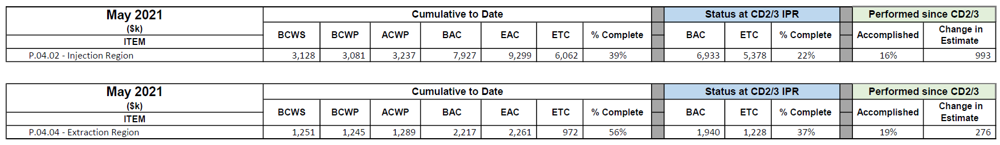 May 2021 Cumulative to Date Status at CD2/3 IPR Performed since CD2/3
($k) BCWS BCWP ACWP BAC EAC ETC % Complete BAC ETC % Complete Accomplished Change in Estimate
ITEM
P.04.02 - Injection Region 3,128 3,081 3,237 7,927 9,299 6,062 39% 6,933 5,378 22% 16% 993
May 2021 Cumulative to Date Status at CD2/3 IPR Performed since CD2/3
($k) BCWS BCWP ACWP BAC EAC ETC % Complete BAC ETC % Complete Accomplished Change in Estimate
ITEM
P.04.04 - Extraction Region 1,251 1,245 1,289 2,217 2,261 972 56% 1,940 1,228 37% 19% 276